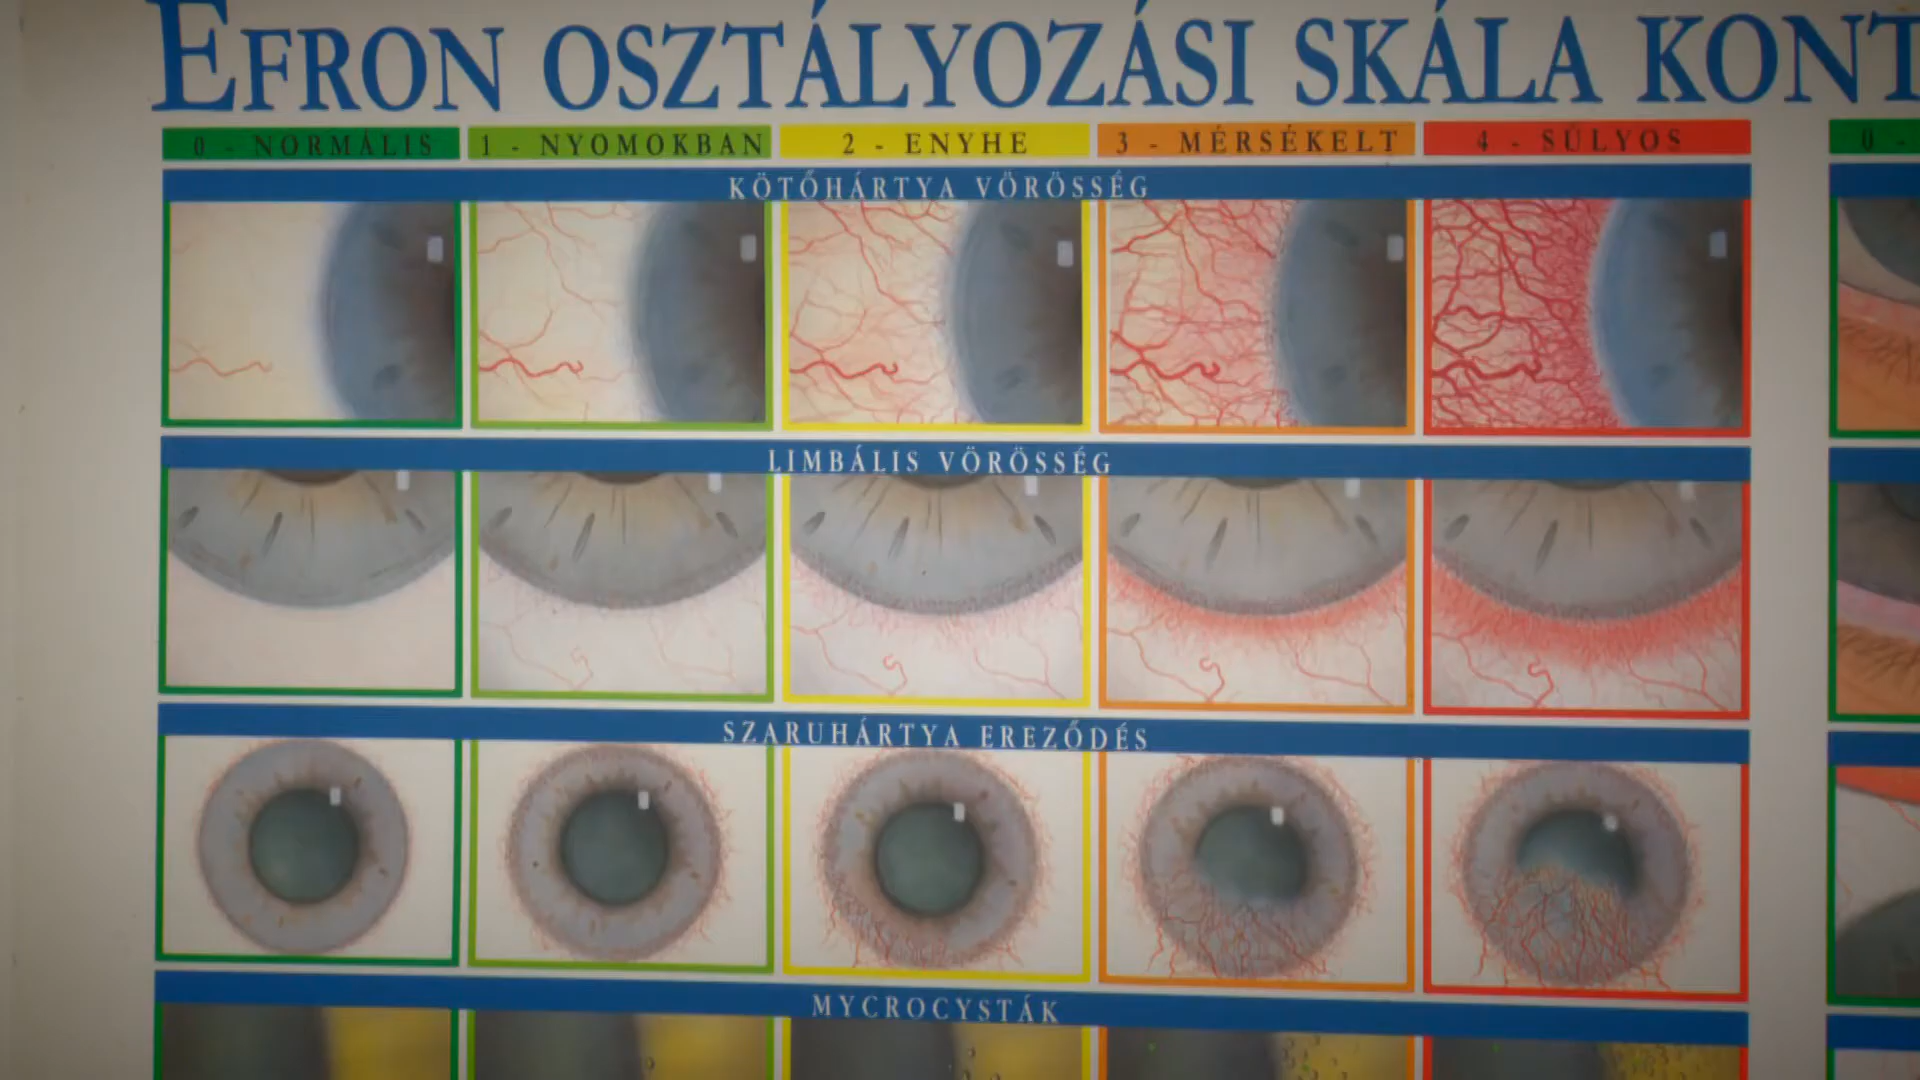 EFRON OSZTÁLYOZÁSI SKÁLA KONT
0 - NORMÁLIS 1 - NYOMOKBAN 2 - ENYHE 3 - MÉRSÉKELT 4 - SÚLYOS 0 -
KÖTŐHÁRTYA VÖRÖSSÉG
LIMBÁLIS VÖRÖSSÉG
SZARUHÁRTYA EREZŐDÉS
MYCROCYSTÁK